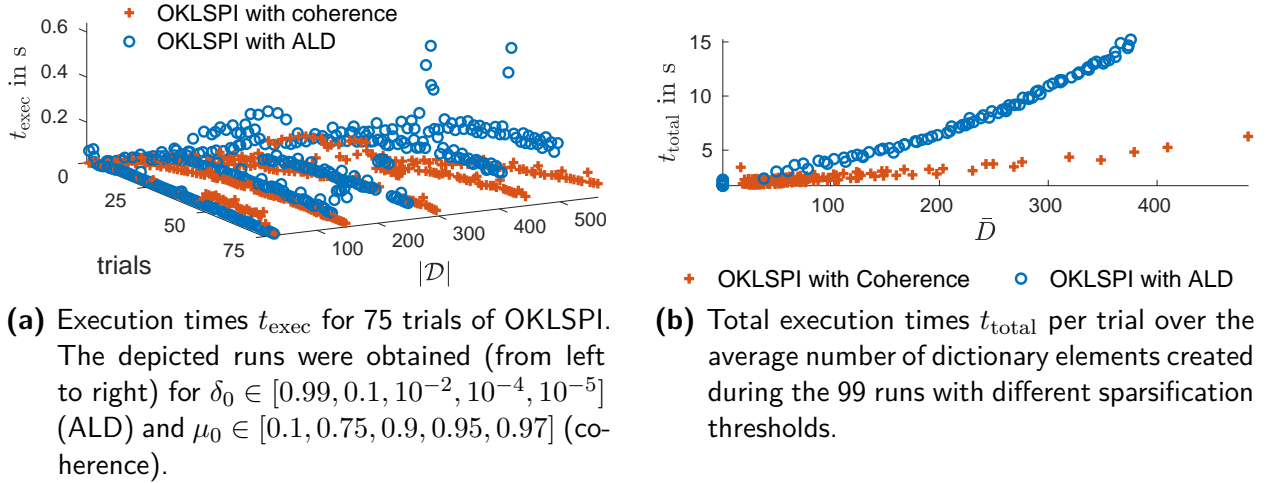 OKLSPI with coherence
OKLSPI with ALD
0.6
0.4
0.2
0
t_exec in s
25
50
75
trials
100
200
300
400
500
|𝒟|
15
10
5
t_total in s
100
200
300
400
D̄
OKLSPI with Coherence
OKLSPI with ALD
(a) Execution times t_exec for 75 trials of OKLSPI.
The depicted runs were obtained (from left
to right) for δ₀ ∈ [0.99, 0.1, 10⁻², 10⁻⁴, 10⁻⁵]
(ALD) and μ₀ ∈ [0.1, 0.75, 0.9, 0.95, 0.97] (co-
herence).
(b) Total execution times t_total per trial over the
average number of dictionary elements created
during the 99 runs with different sparsification
thresholds.